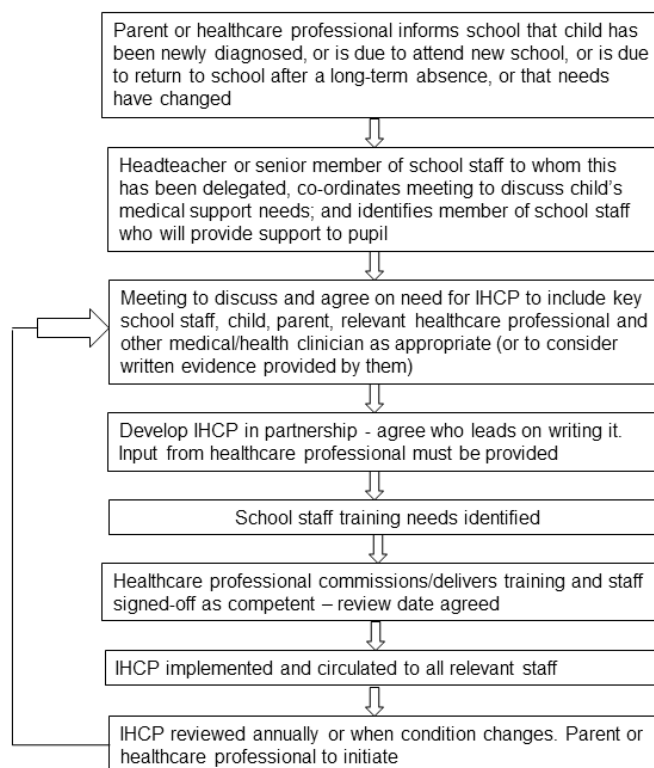 Parent or healthcare professional informs school that child has
been newly diagnosed, or is due to attend new school, or is due
to return to school after a long-term absence, or that needs
have changed
Headteacher or senior member of school staff to whom this
has been delegated, co-ordinates meeting to discuss child's
medical support needs; and identifies member of school staff
who will provide support to pupil
Meeting to discuss and agree on need for IHCP to include key
school staff, child, parent, relevant healthcare professional and
other medical/health clinician as appropriate (or to consider
written evidence provided by them)
Develop IHCP in partnership - agree who leads on writing it.
Input from healthcare professional must be provided
School staff training needs identified
Healthcare professional commissions/delivers training and staff
signed-off as competent – review date agreed
IHCP implemented and circulated to all relevant staff
IHCP reviewed annually or when condition changes. Parent or
healthcare professional to initiate